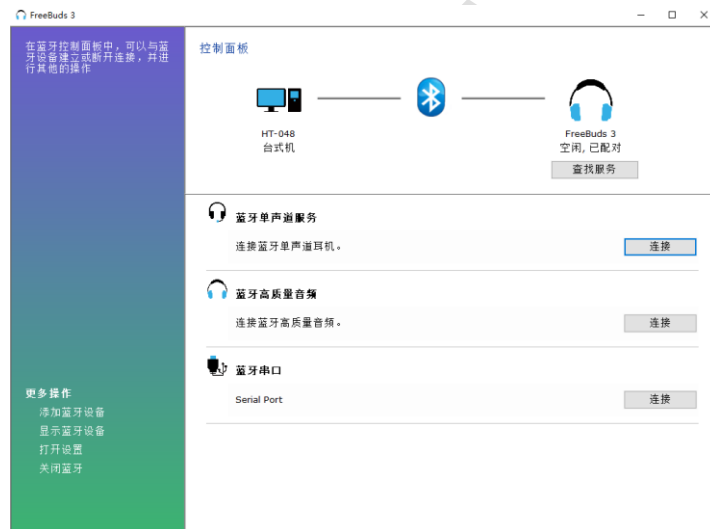 FreeBuds 3
在蓝牙控制面板中，可以与蓝
牙设备建立或断开连接，并进
行其他的操作
控制面板
HT-048
台式机
FreeBuds 3
空闲, 已配对
查找服务
蓝牙单声道服务
连接蓝牙单声道耳机。
连接
蓝牙高质量音频
连接蓝牙高质量音频。
连接
蓝牙串口
Serial Port
连接
更多操作
添加蓝牙设备
显示蓝牙设备
打开设置
关闭蓝牙